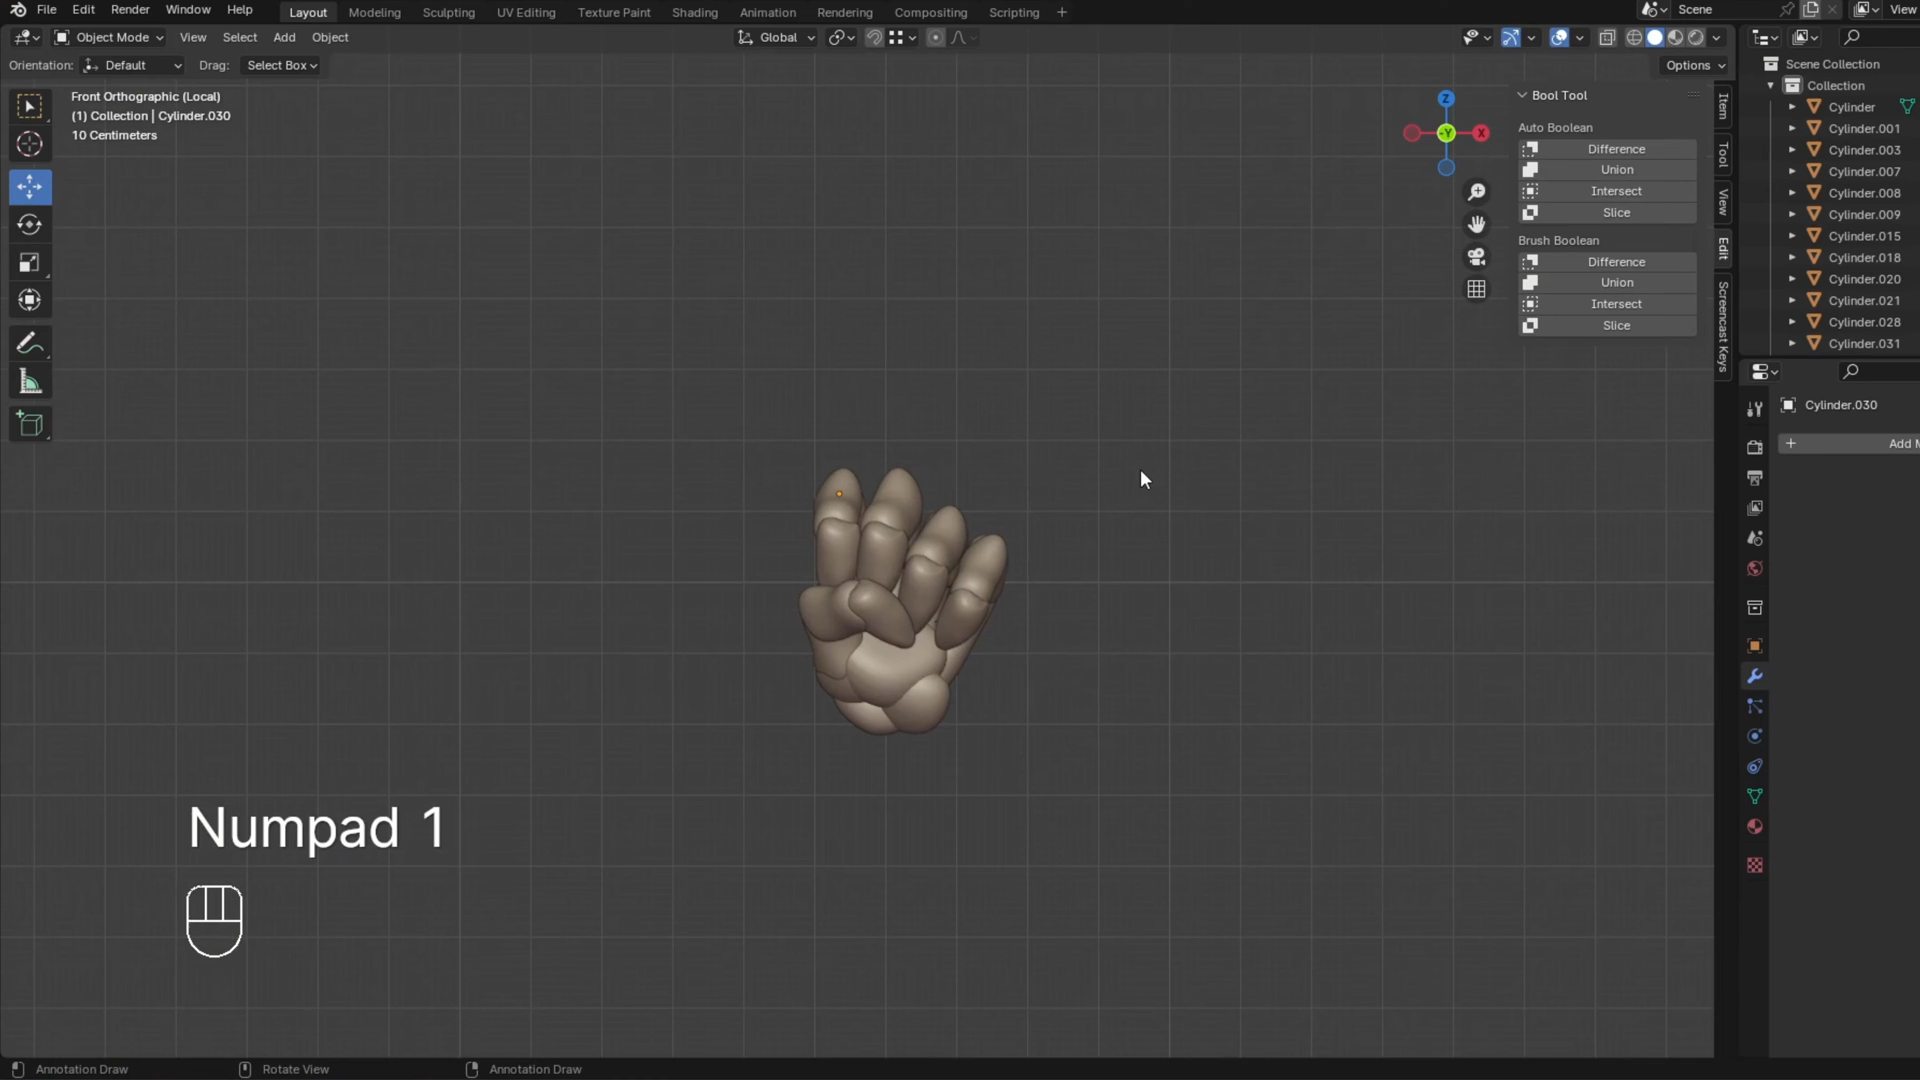 File Edit Render Window Help Layout Modeling Sculpting UV Editing Texture Paint Shading Animation Rendering Compositing Scripting + Scene View
Object Mode View Select Add Object Global
Orientation: Default Drag: Select Box Options
Front Orthographic (Local)
(1) Collection | Cylinder.030
10 Centimeters
Z
-Y
X
Bool Tool
Auto Boolean
Difference
Union
Intersect
Slice
Brush Boolean
Difference
Union
Intersect
Slice
Item
Tool
View
Edit
Screencast Keys
Scene Collection
Collection
Cylinder
Cylinder.001
Cylinder.003
Cylinder.007
Cylinder.008
Cylinder.009
Cylinder.015
Cylinder.018
Cylinder.020
Cylinder.021
Cylinder.028
Cylinder.031
Cylinder.030
+ Add M
Numpad 1
Annotation Draw Rotate View Annotation Draw